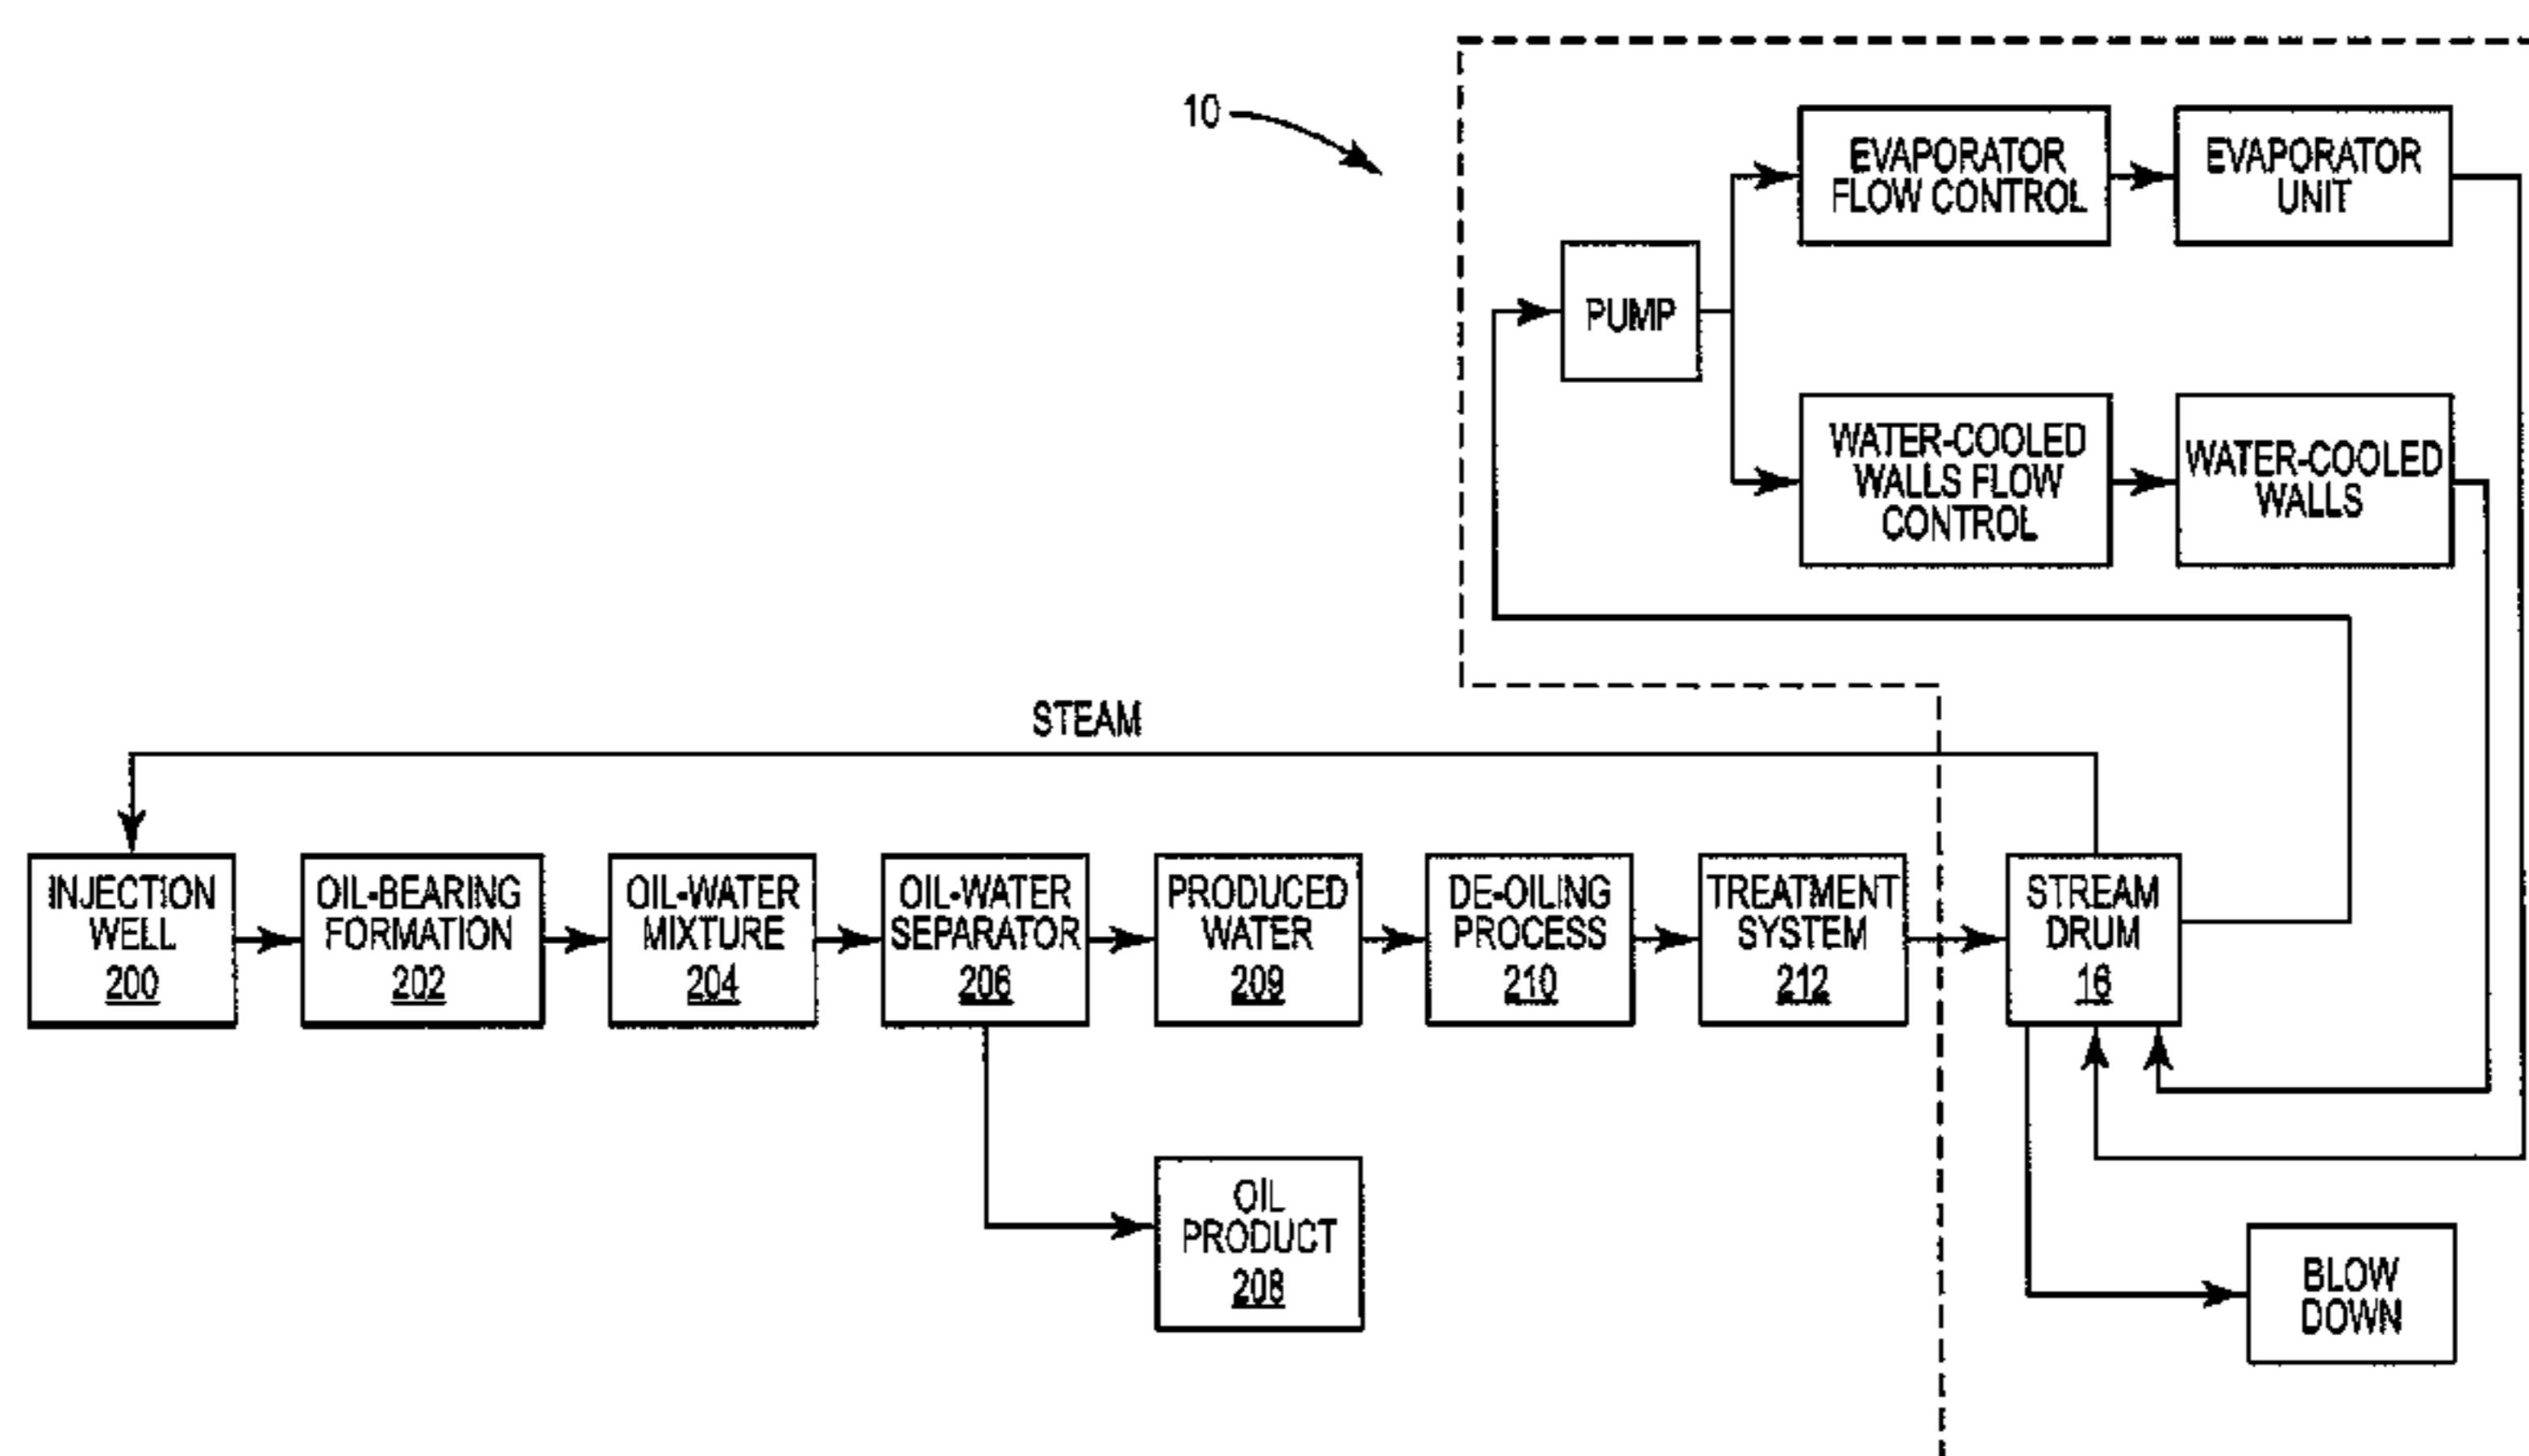 10
EVAPORATOR
FLOW CONTROL
EVAPORATOR
UNIT
PUMP
WATER-COOLED
WALLS FLOW
CONTROL
WATER-COOLED
WALLS
STEAM
INJECTION
WELL
200
OIL-BEARING
FORMATION
202
OIL-WATER
MIXTURE
204
OIL-WATER
SEPARATOR
206
PRODUCED
WATER
209
DE-OILING
PROCESS
210
TREATMENT
SYSTEM
212
STREAM
DRUM
16
OIL
PRODUCT
208
BLOW
DOWN